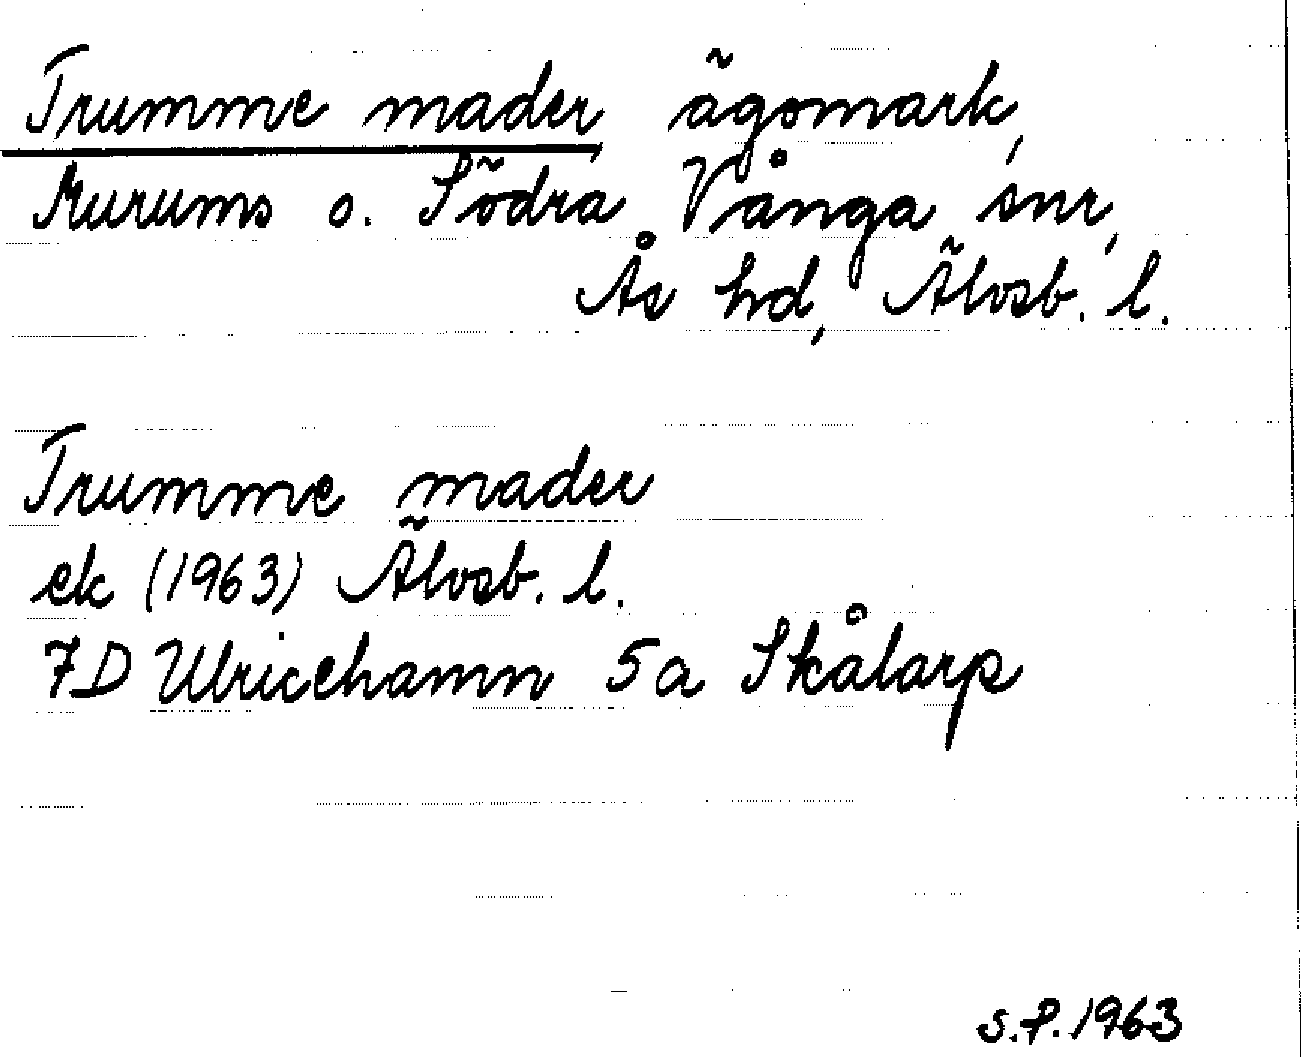 Trumme mader, ägomark,
Murums o. Södra Vånga snr,
Ås hd, Älvsb. l.
Trumme mader
ek (1963) Älvsb. l.
7D Ulricehamn 5a Skålarp
S.P. 1963